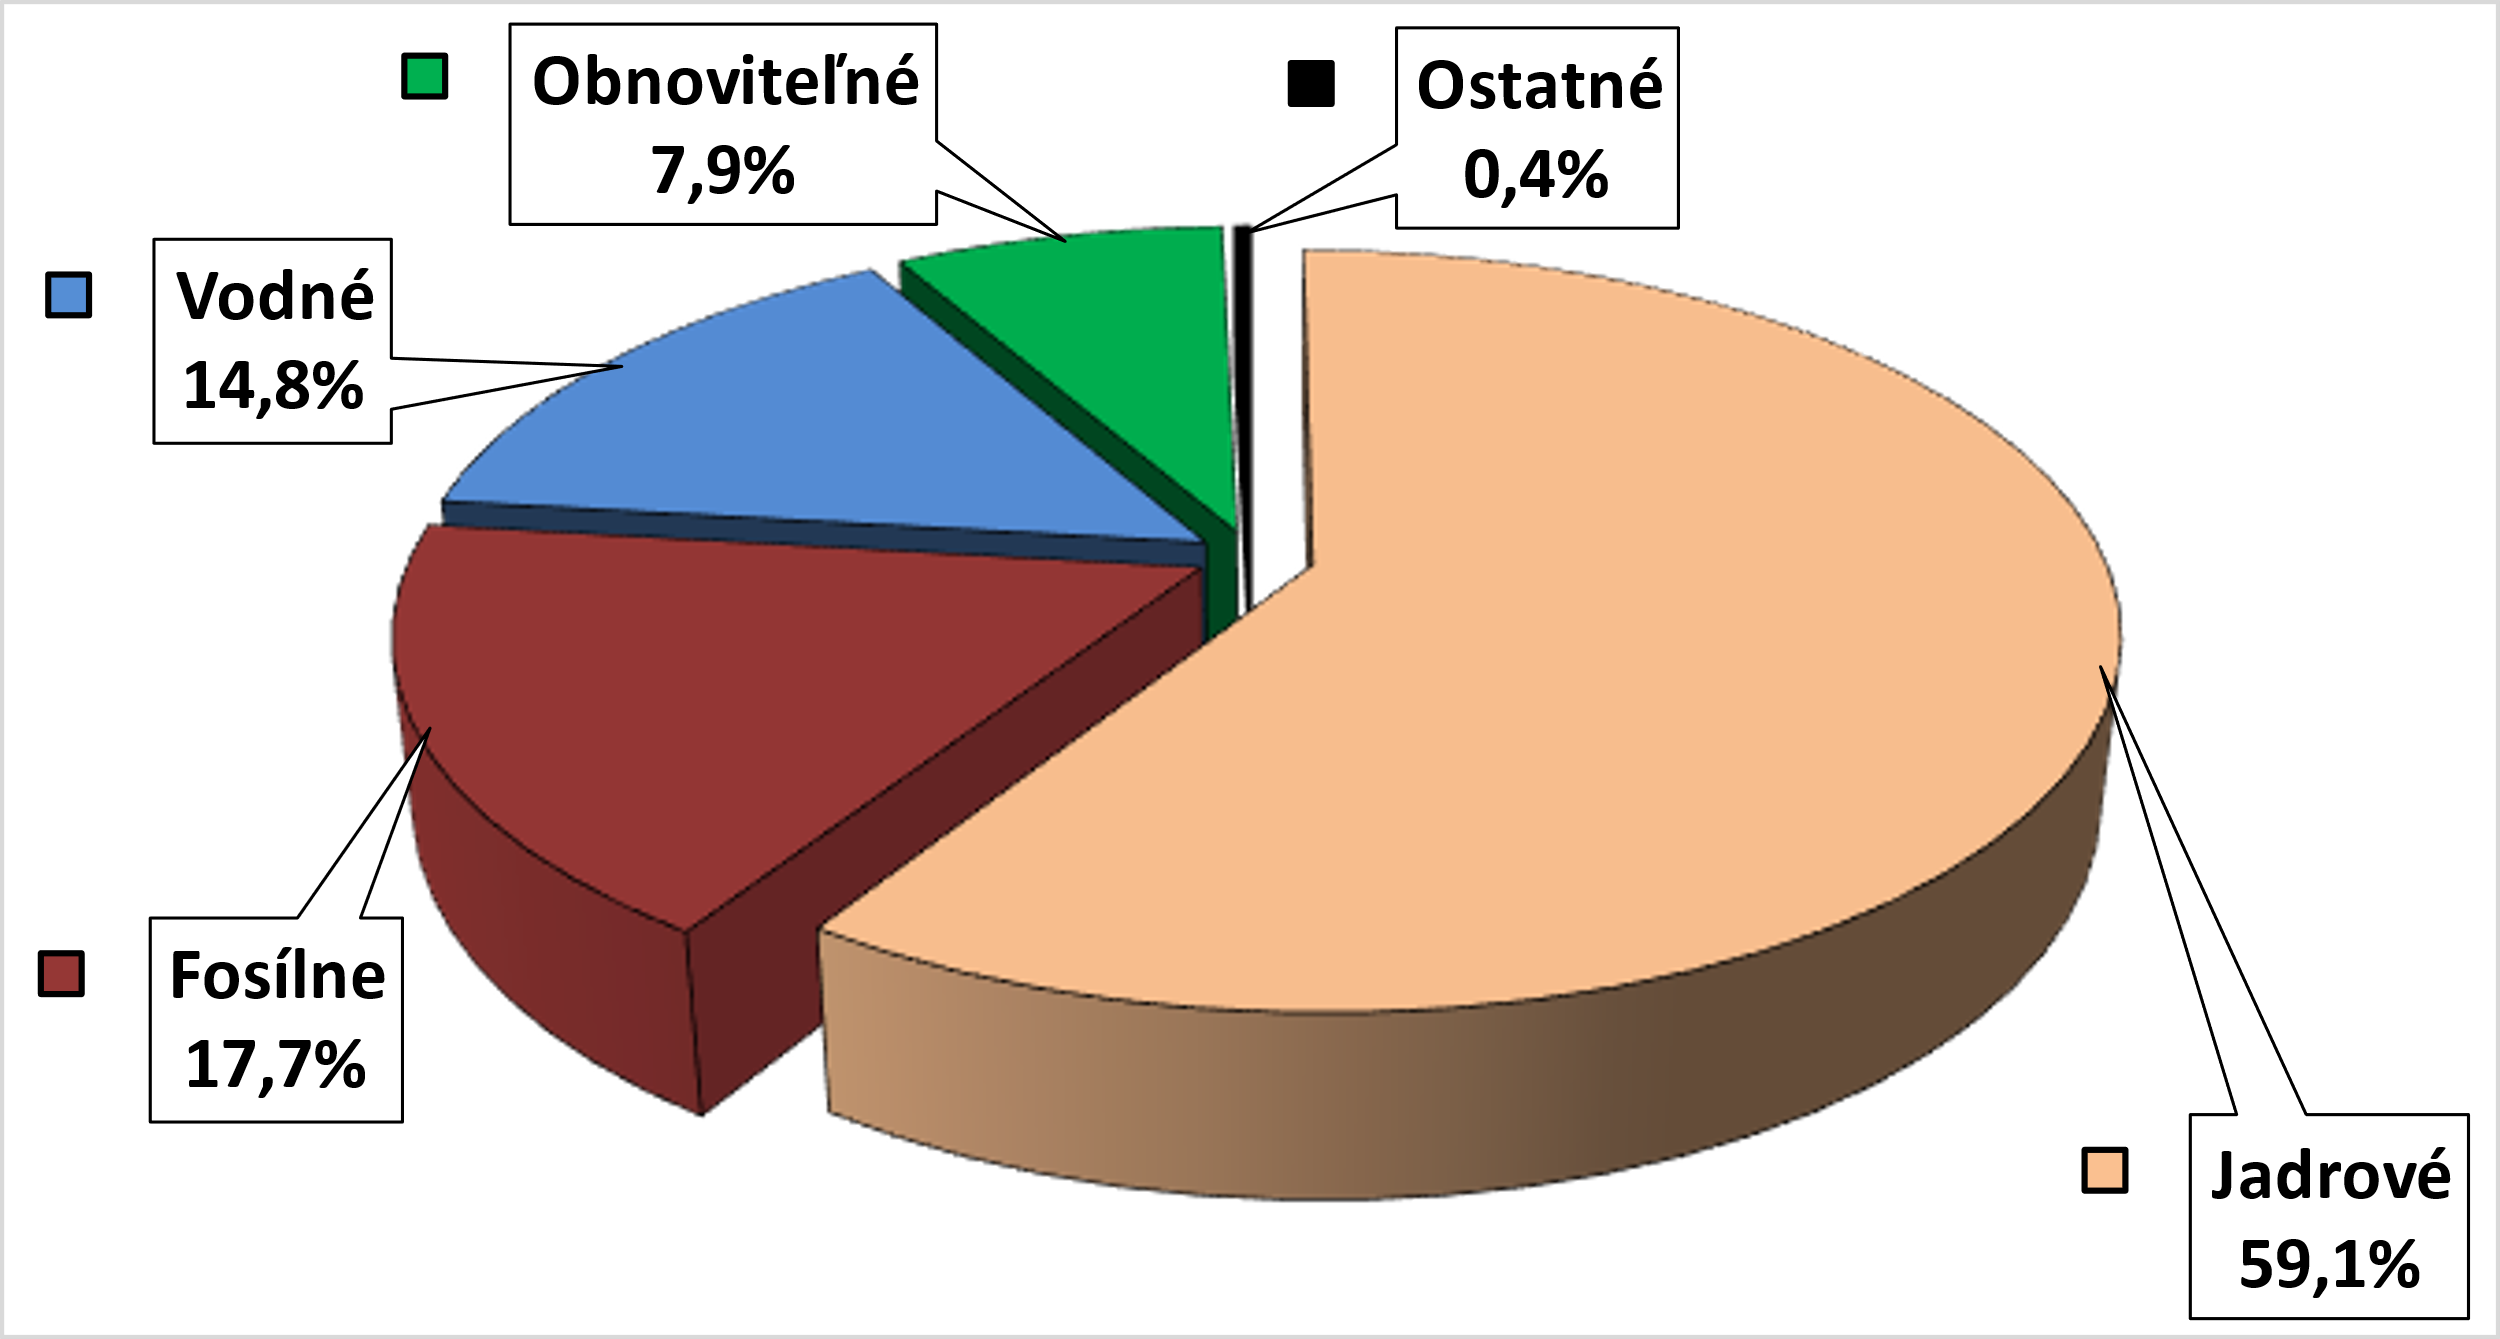 Obnoviteľné
7,9%
Ostatné
0,4%
Vodné
14,8%
Fosílne
17,7%
Jadrové
59,1%